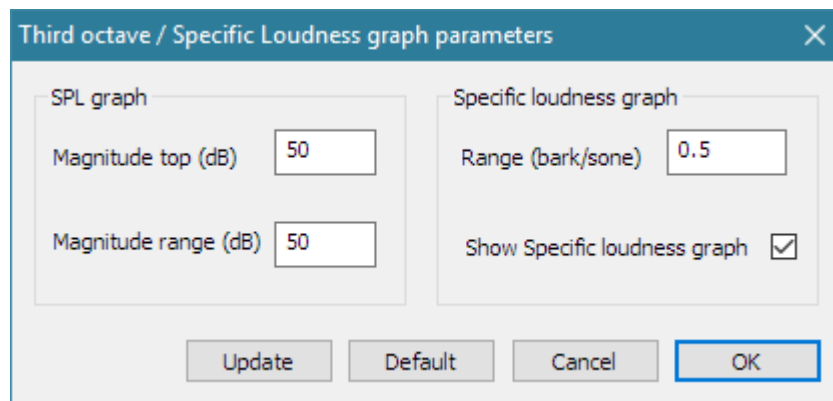 Third octave / Specific Loudness graph parameters
SPL graph
Magnitude top (dB) 50
Magnitude range (dB) 50
Specific loudness graph
Range (bark/sone) 0.5
Show Specific loudness graph
Update Default Cancel OK